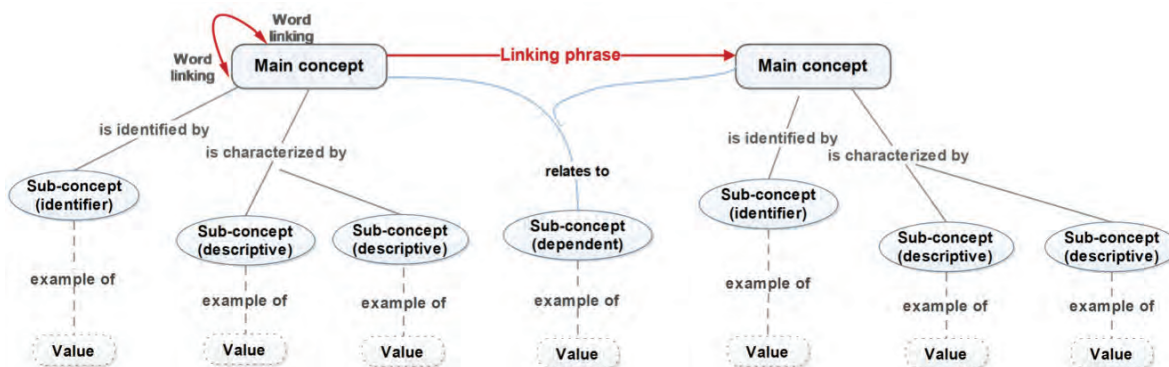 Word
linking
Word
linking
Main concept
Linking phrase
Main concept
is identified by
is characterized by
is identified by
is characterized by
relates to
Sub-concept
(identifier)
Sub-concept
(descriptive)
Sub-concept
(descriptive)
Sub-concept
(dependent)
Sub-concept
(identifier)
Sub-concept
(descriptive)
Sub-concept
(descriptive)
example of
example of
example of
example of
example of
example of
example of
Value
Value
Value
Value
Value
Value
Value